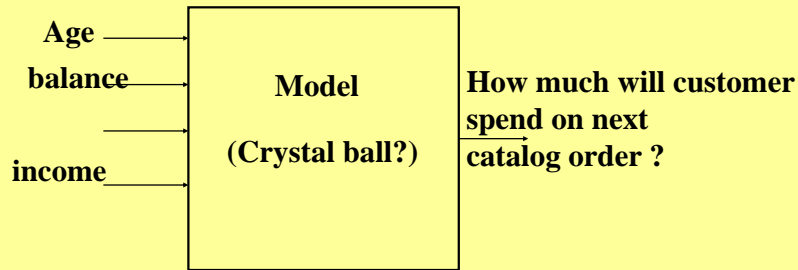 Age
balance
income
Model
(Crystal ball?)
How much will customer
spend on next
catalog order ?